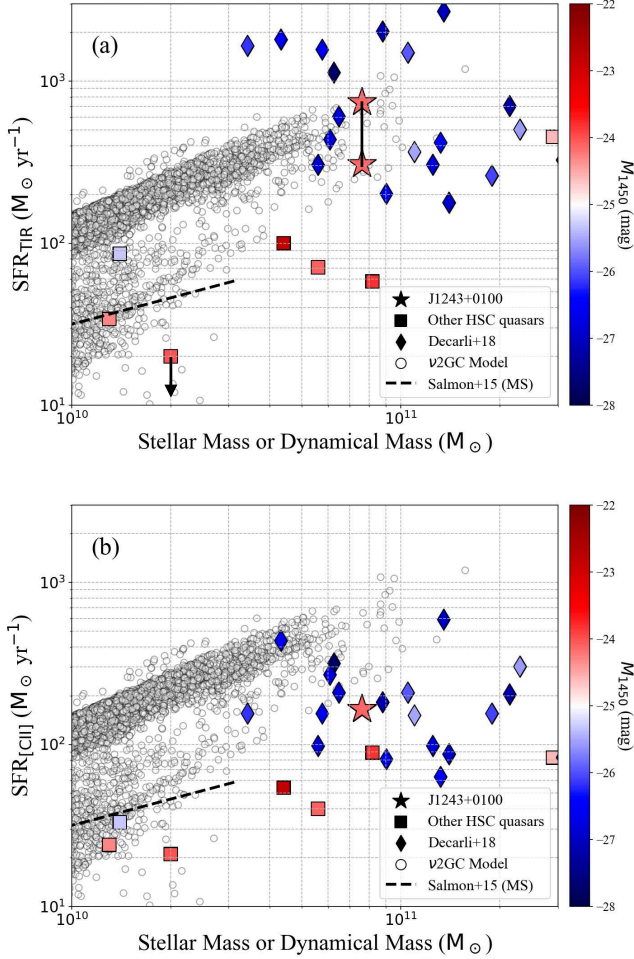 (a)
10³
10²
10¹
10¹⁰
10¹¹
SFR_TIR (M⊙ yr⁻¹)
Stellar Mass or Dynamical Mass (M⊙)
J1243+0100
Other HSC quasars
Decarli+18
ν2GC Model
Salmon+15 (MS)
−22
−23
−24
−25
−26
−27
−28
M₁₄₅₀ (mag)
(b)
10³
10²
10¹
10¹⁰
10¹¹
SFR_[CII] (M⊙ yr⁻¹)
Stellar Mass or Dynamical Mass (M⊙)
J1243+0100
Other HSC quasars
Decarli+18
ν2GC Model
Salmon+15 (MS)
−22
−23
−24
−25
−26
−27
−28
M₁₄₅₀ (mag)